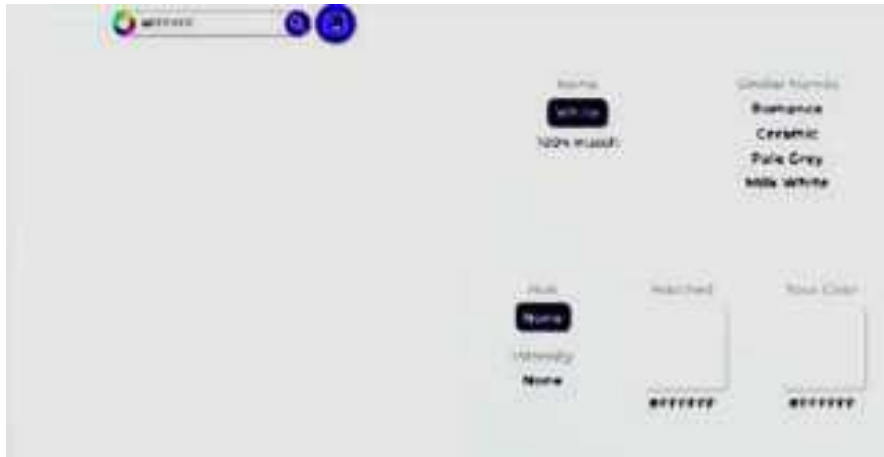 #FFFFFF
Name
White
100% match
Similar Names
Romance
Ceramic
Pale Grey
Milk White
Hue
None
Intensity
None
Matched
#FFFFFF
Your Color
#FFFFFF